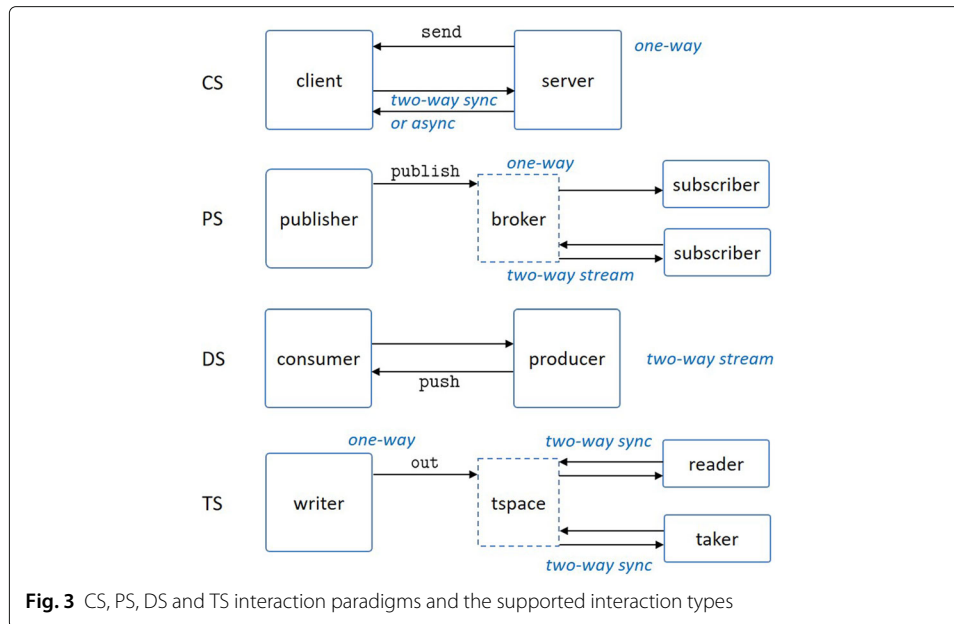 send
one-way
CS
client
server
two-way sync
or async
one-way
publish
subscriber
PS
publisher
broker
subscriber
two-way stream
DS
consumer
producer
two-way stream
push
one-way
two-way sync
out
reader
TS
writer
tspace
taker
two-way sync
Fig. 3 CS, PS, DS and TS interaction paradigms and the supported interaction types